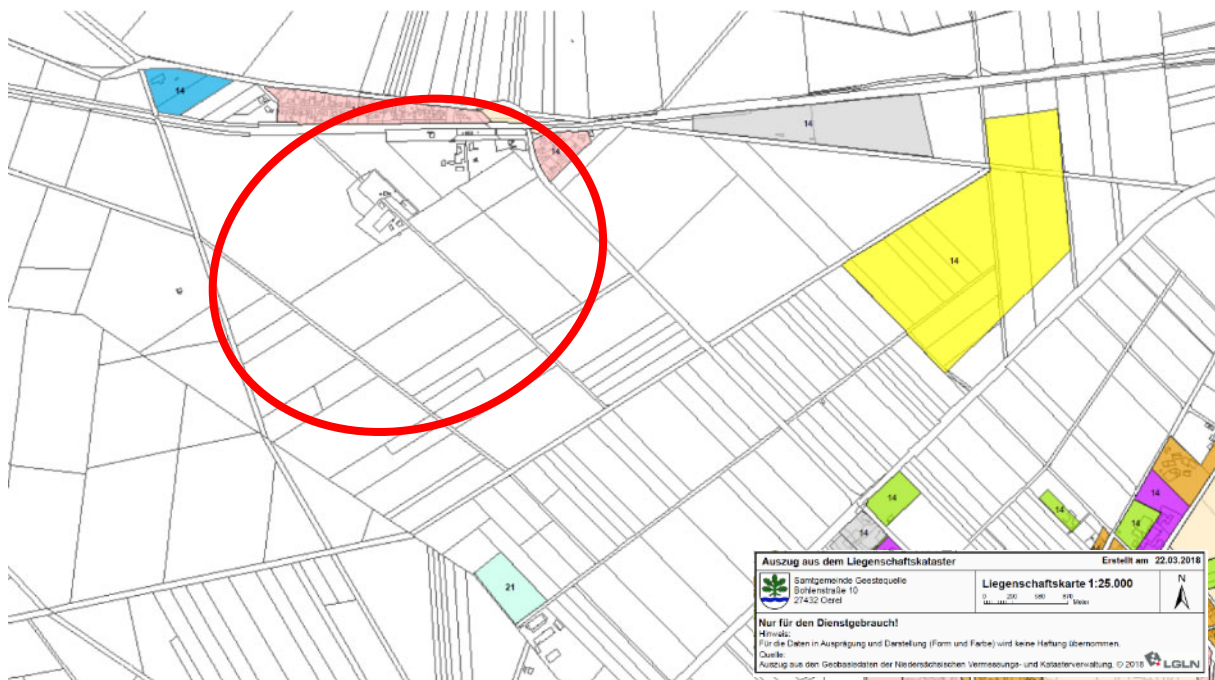 14
14
14
14
14
14
14
14
14
21
Auszug aus dem Liegenschaftskataster
Erstellt am 22.03.2018
Samtgemeinde Geestequelle
Bohlenstraße 10
27432 Oerel
Liegenschaftskarte 1:25.000
Meter
N
Nur für den Dienstgebrauch!
Hinweis:
Für die Daten in Ausprägung und Darstellung (Form und Farbe) wird keine Haftung übernommen.
Quelle:
Auszug aus den Geobasisdaten der Niedersächsischen Vermessungs- und Katasterverwaltung, © 2018
LGLN